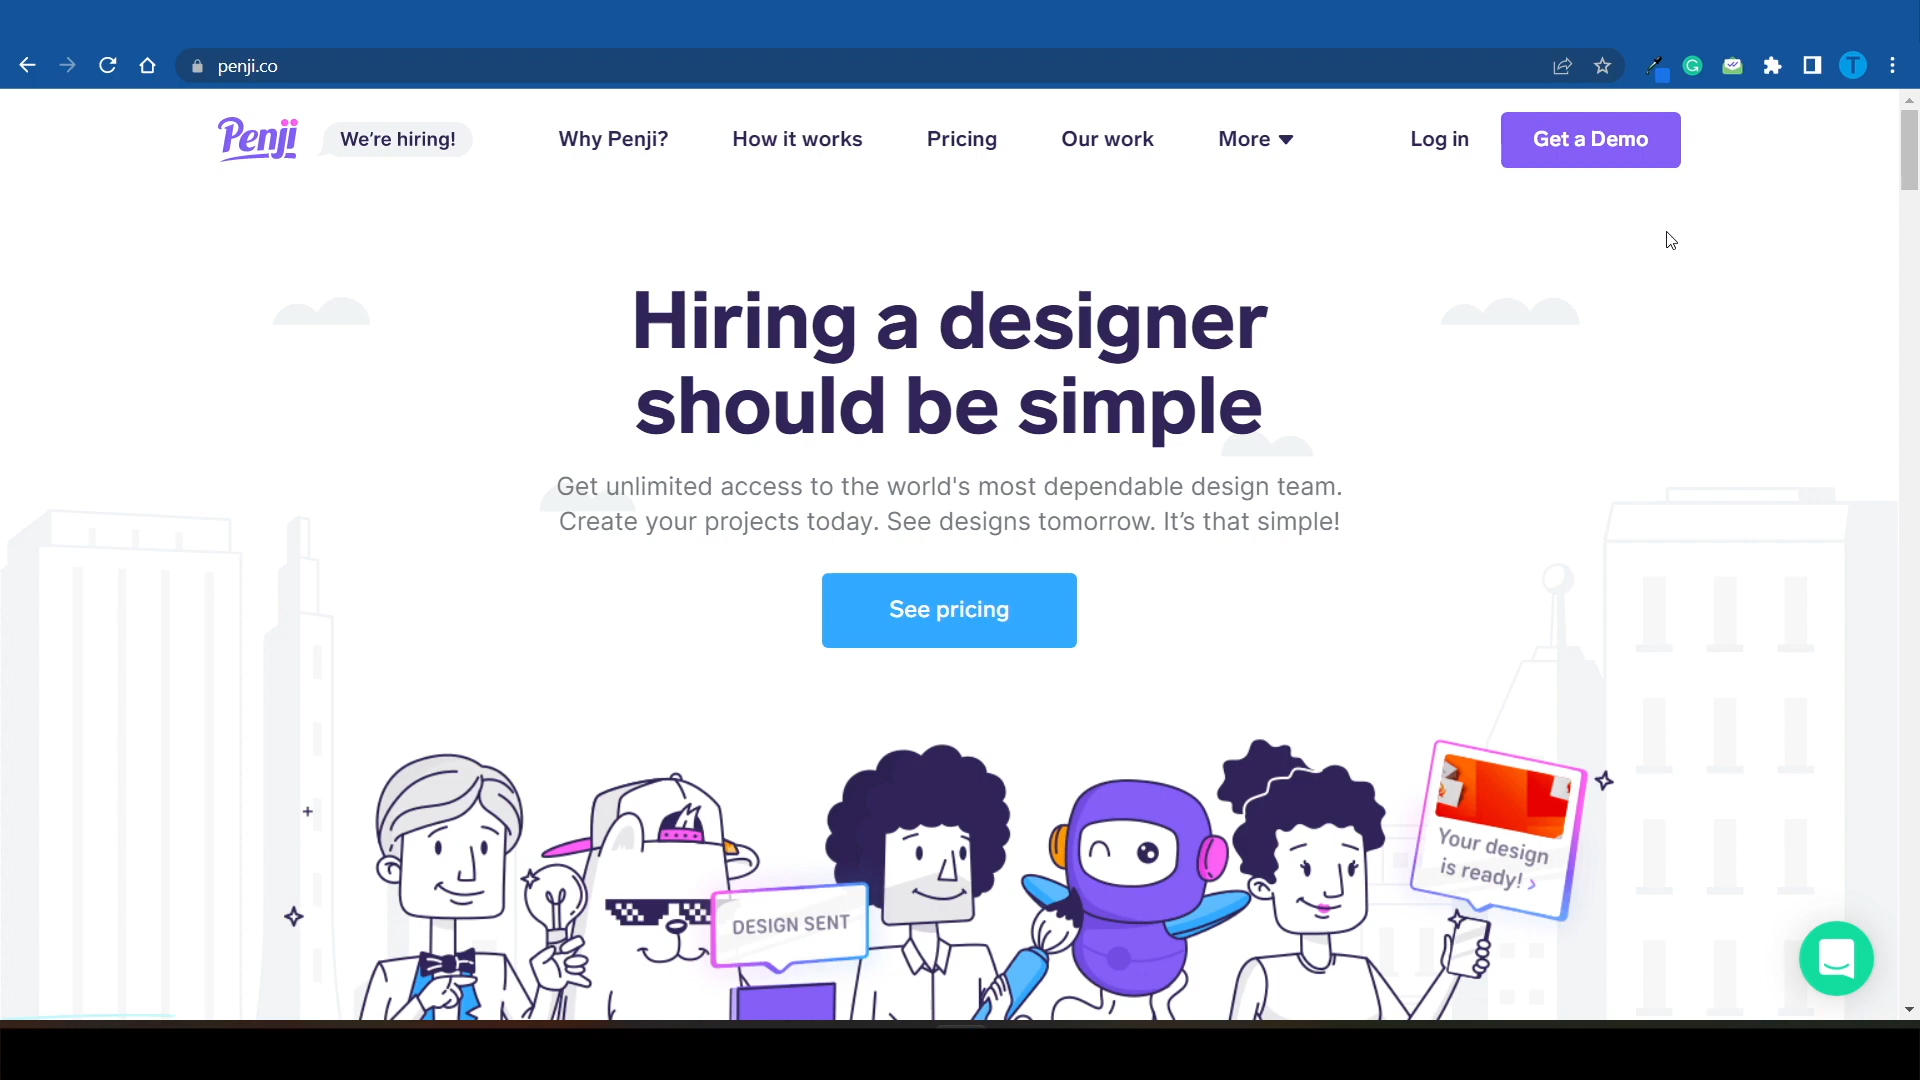 penji.co
Penji
We're hiring!
Why Penji?
How it works
Pricing
Our work
More
Log in
Get a Demo
Hiring a designer
should be simple
Get unlimited access to the world's most dependable design team.
Create your projects today. See designs tomorrow. It’s that simple!
See pricing
DESIGN SENT
Your design
is ready! >
T